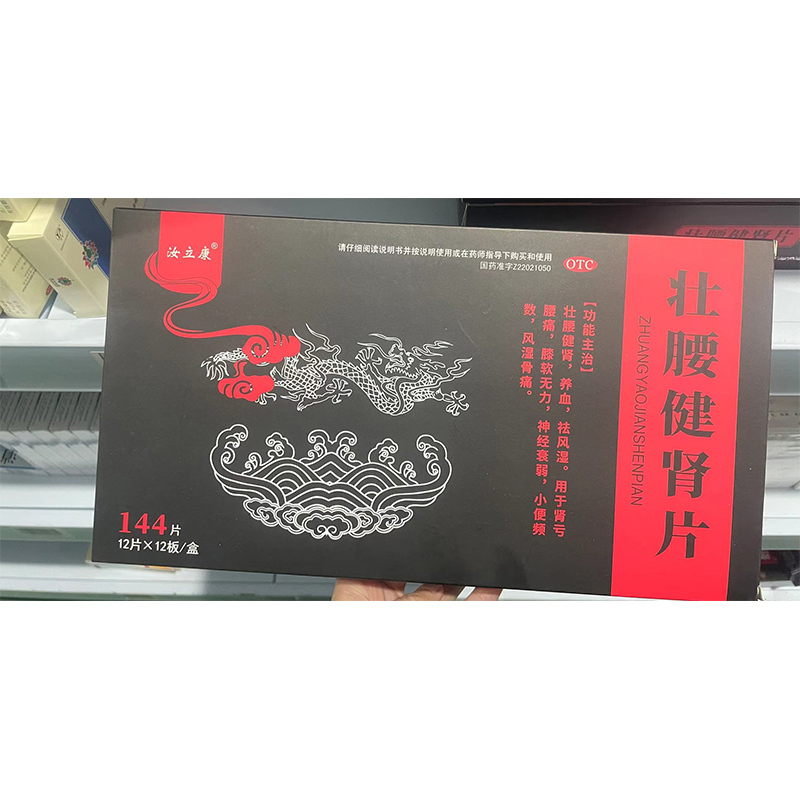 汝立康®
请仔细阅读说明书并按说明使用或在药师指导下购买和使用
国药准字Z22021050
OTC
【功能主治】
壮腰健肾，养血，祛风湿。用于肾亏
腰痛，膝软无力，神经衰弱，小便频
数，风湿骨痛。
144片
12片×12板/盒
壮腰健肾片
ZHUANGYAOJIANSHENPIAN
壮腰健肾片